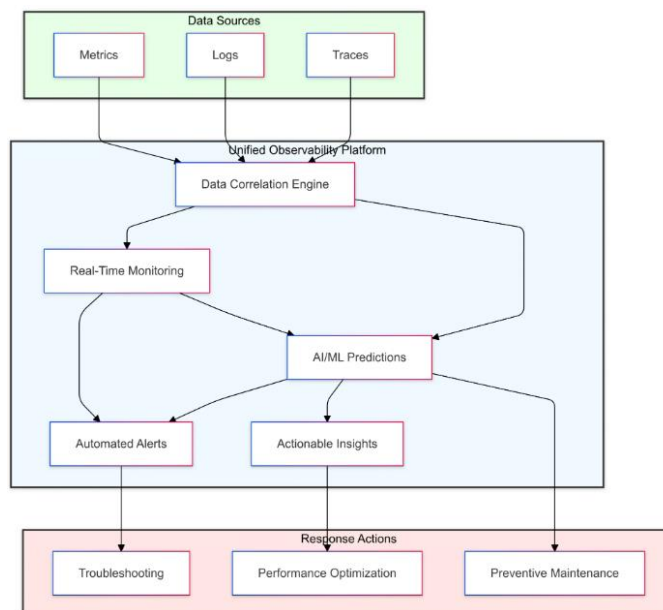 Data Sources
Metrics
Logs
Traces
Unified Observability Platform
Data Correlation Engine
Real-Time Monitoring
AI/ML Predictions
Automated Alerts
Actionable Insights
Response Actions
Troubleshooting
Performance Optimization
Preventive Maintenance